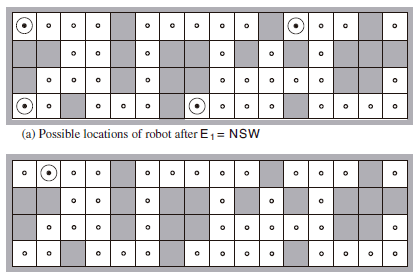 (a) Possible locations of robot after E1 = NSW